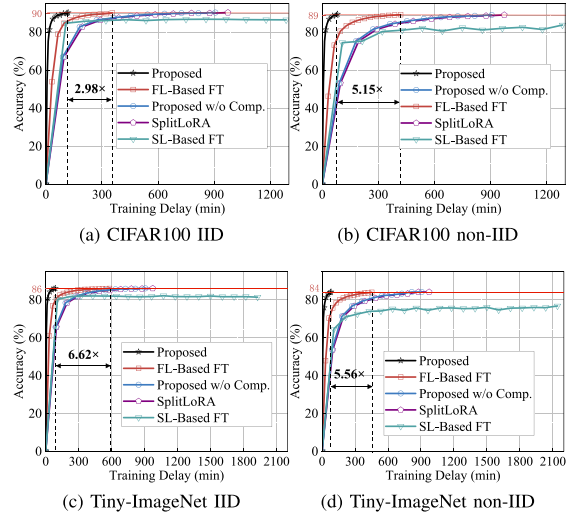 90
80
60
40
20
0
Accuracy (%)
2.98×
Proposed
FL-Based FT
Proposed w/o Comp.
SplitLoRA
SL-Based FT
0 300 600 900 1200
Training Delay (min)
(a) CIFAR100 IID
89
80
60
40
20
0
Accuracy (%)
5.15×
Proposed
Proposed w/o Comp.
FL-Based FT
SplitLoRA
SL-Based FT
0 300 600 900 1200
Training Delay (min)
(b) CIFAR100 non-IID
86
80
60
40
20
0
Accuracy (%)
6.62×
Proposed
FL-Based FT
Proposed w/o Comp.
SplitLoRA
SL-Based FT
0 300 600 900 1200 1500 1800 2100
Training Delay (min)
(c) Tiny-ImageNet IID
84
80
60
40
20
0
Accuracy (%)
5.56×
Proposed
FL-Based FT
Proposed w/o Comp.
SplitLoRA
SL-Based FT
0 300 600 900 1200 1500 1800 2100
Training Delay (min)
(d) Tiny-ImageNet non-IID